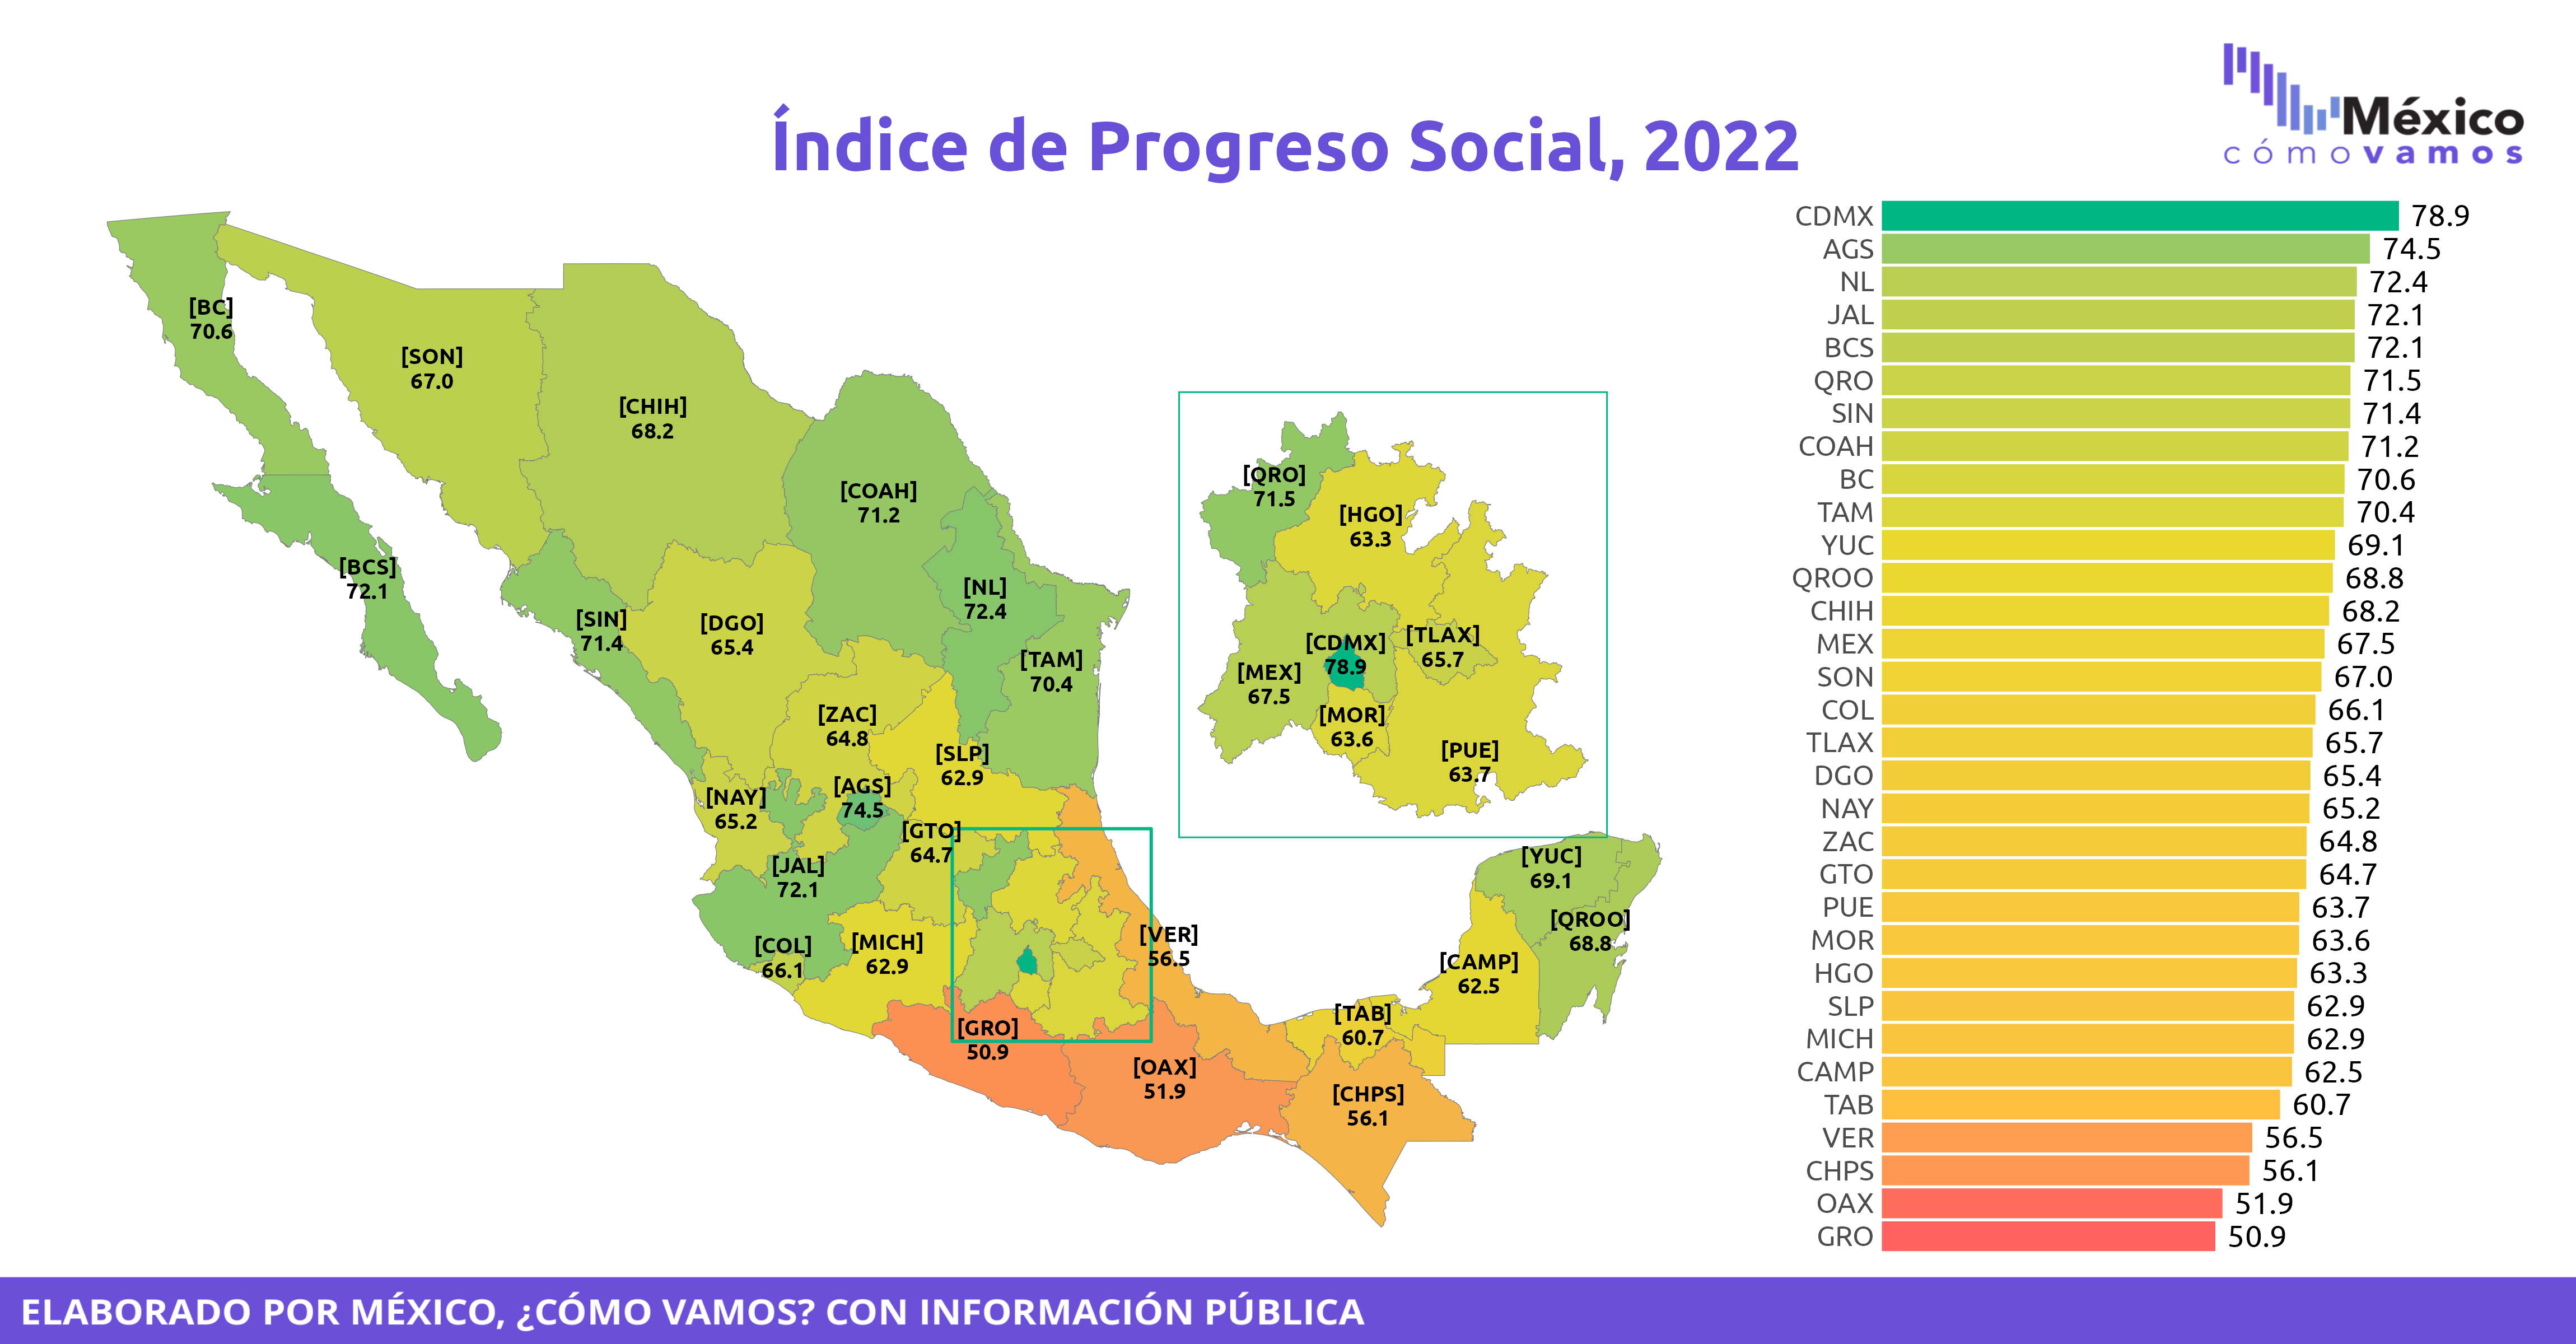 México
cómovamos
Índice de Progreso Social, 2022
[BC]
70.6
[SON]
67.0
[CHIH]
68.2
[COAH]
71.2
[BCS]
72.1
[SIN]
71.4
[DGO]
65.4
[NL]
72.4
[TAM]
70.4
[ZAC]
64.8
[SLP]
62.9
[NAY]
65.2
[AGS]
74.5
[GTO]
64.7
[JAL]
72.1
[COL]
66.1
[MICH]
62.9
[VER]
56.5
[GRO]
50.9
[OAX]
51.9
[CHPS]
56.1
[TAB]
60.7
[CAMP]
62.5
[YUC]
69.1
[QROO]
68.8
[QRO]
71.5
[HGO]
63.3
[CDMX]
78.9
[TLAX]
65.7
[MEX]
67.5
[MOR]
63.6
[PUE]
63.7
CDMX 78.9
AGS 74.5
NL 72.4
JAL 72.1
BCS 72.1
QRO 71.5
SIN 71.4
COAH 71.2
BC 70.6
TAM 70.4
YUC 69.1
QROO 68.8
CHIH 68.2
MEX 67.5
SON 67.0
COL 66.1
TLAX 65.7
DGO 65.4
NAY 65.2
ZAC 64.8
GTO 64.7
PUE 63.7
MOR 63.6
HGO 63.3
SLP 62.9
MICH 62.9
CAMP 62.5
TAB 60.7
VER 56.5
CHPS 56.1
OAX 51.9
GRO 50.9
ELABORADO POR MÉXICO, ¿CÓMO VAMOS? CON INFORMACIÓN PÚBLICA